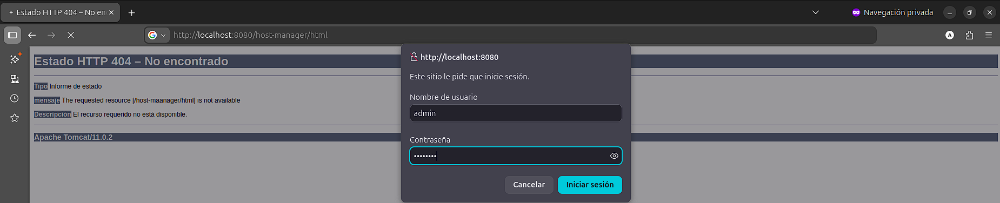 Estado HTTP 404 – No en
Navegación privada
http://localhost:8080/host-manager/html
A
Estado HTTP 404 – No encontrado
Tipo Informe de estado
mensaje The requested resource [/host-maanager/html] is not available
Descripción El recurso requerido no está disponible.
Apache Tomcat/11.0.2
http://localhost:8080
Este sitio le pide que inicie sesión.
Nombre de usuario
admin
Contraseña
••••••••
Cancelar
Iniciar sesión